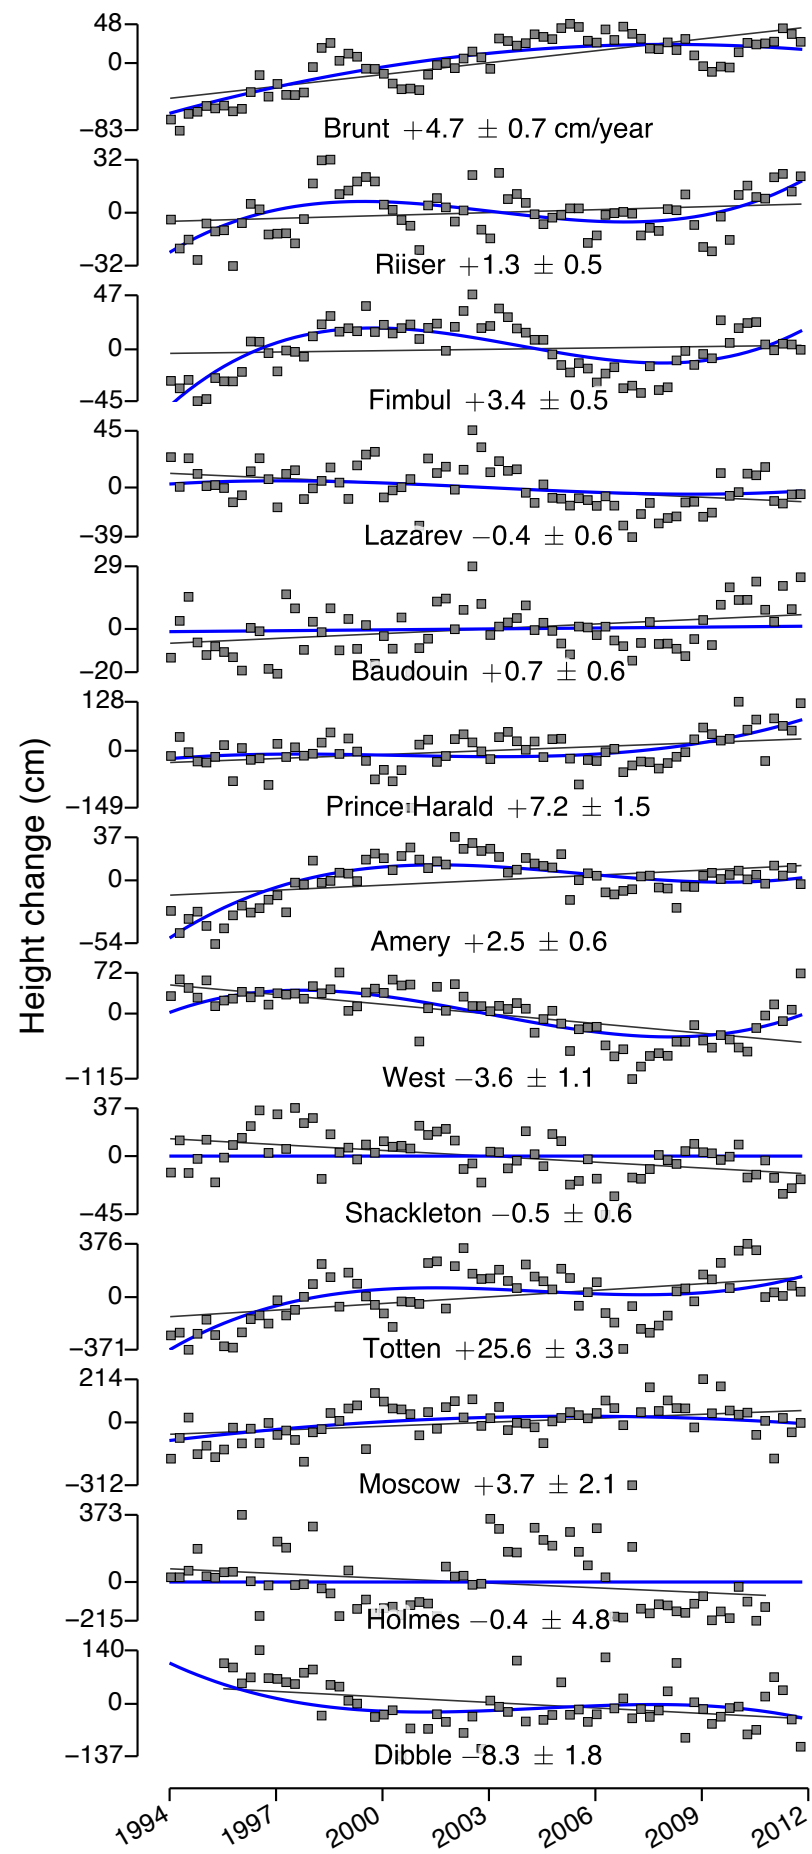 Height change (cm)
48
0
−83
Brunt +4.7 ± 0.7 cm/year
32
0
−32
Riiser +1.3 ± 0.5
47
0
−45
Fimbul +3.4 ± 0.5
45
0
−39
Lazarev −0.4 ± 0.6
29
0
−20
Baudouin +0.7 ± 0.6
128
0
−149
Prince Harald +7.2 ± 1.5
37
0
−54
Amery +2.5 ± 0.6
72
0
−115
West −3.6 ± 1.1
37
0
−45
Shackleton −0.5 ± 0.6
376
0
−371
Totten +25.6 ± 3.3
214
0
−312
Moscow +3.7 ± 2.1
373
0
−215
Holmes −0.4 ± 4.8
140
0
−137
Dibble −8.3 ± 1.8
1994 1997 2000 2003 2006 2009 2012